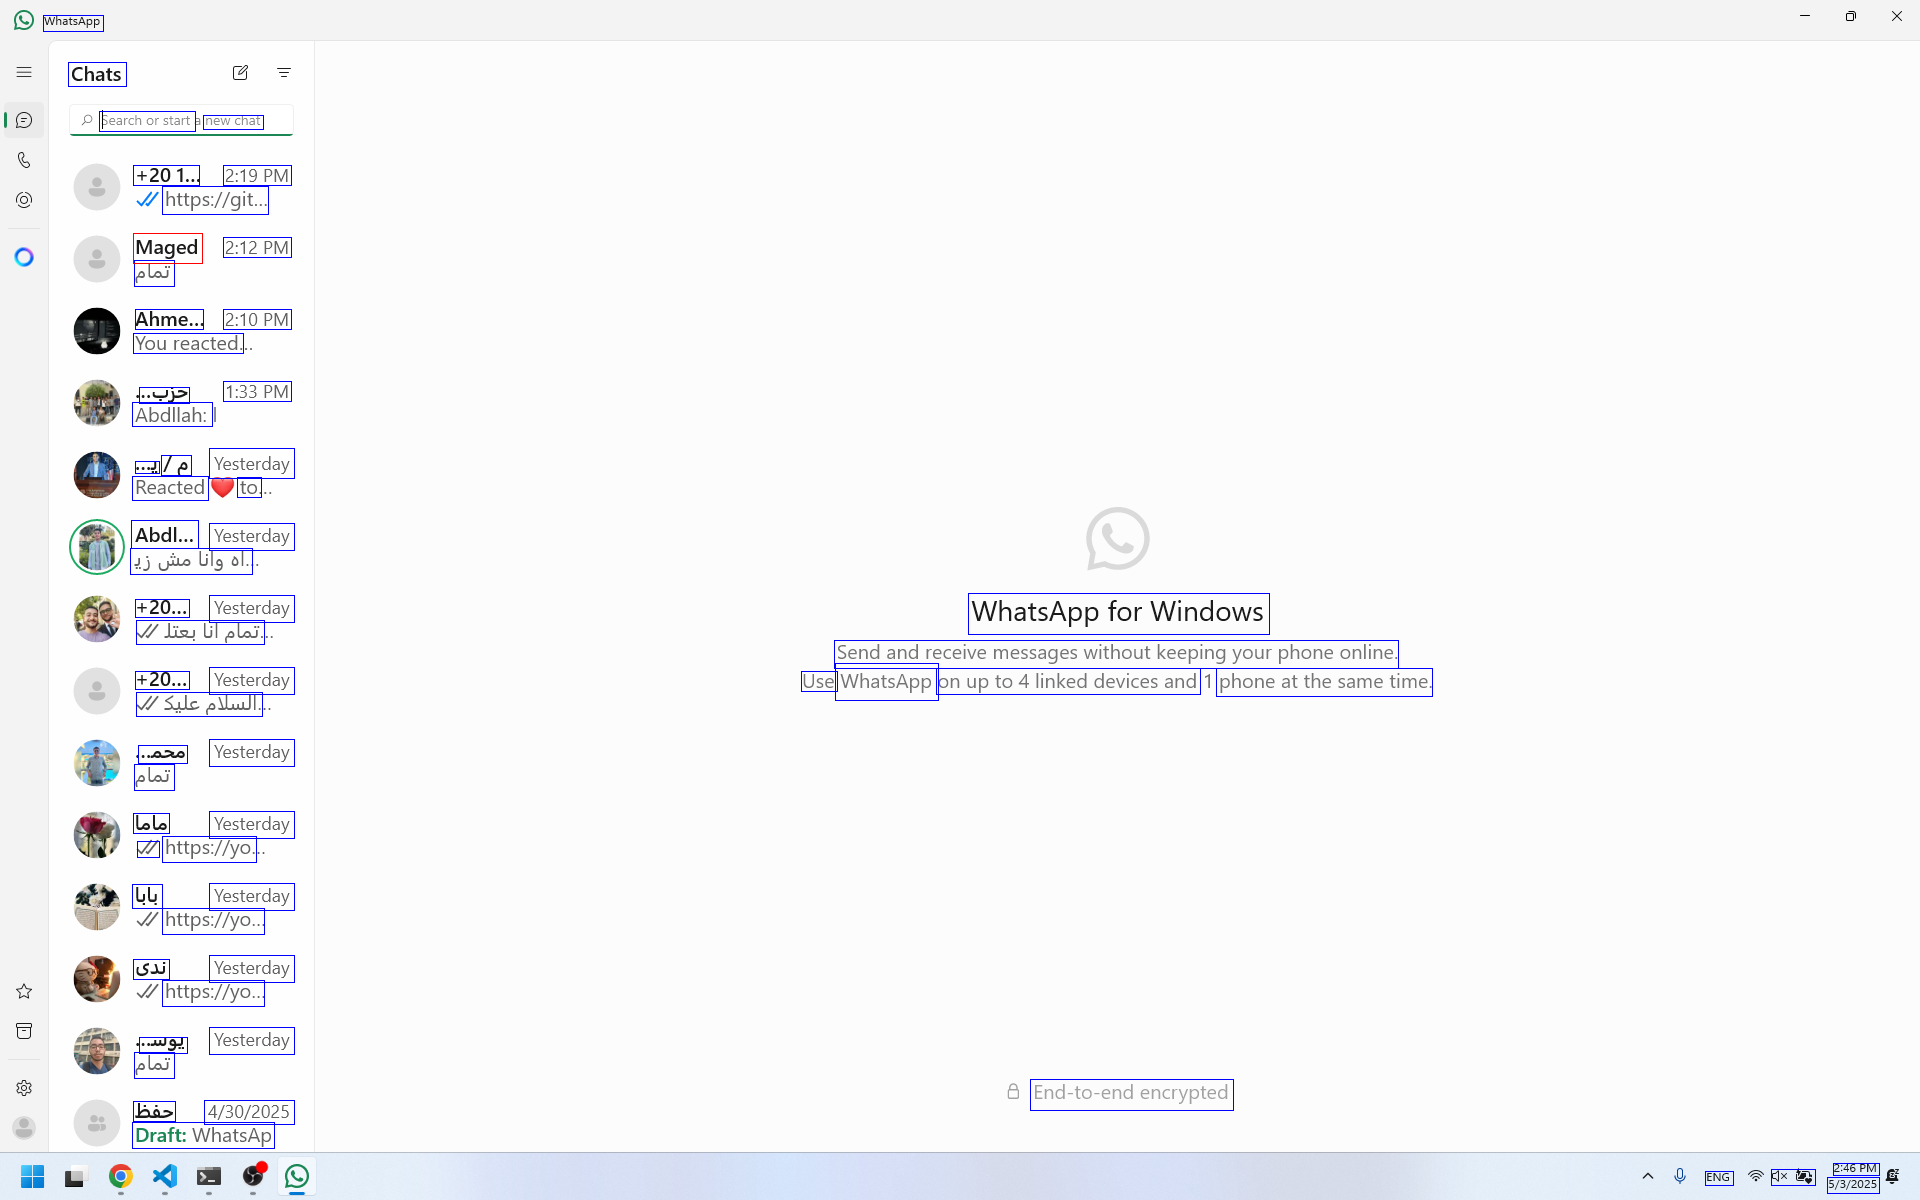 WhatsApp
Chats
Search or start a new chat
+20 1... 2:19 PM
https://git...
Maged 2:12 PM
تمام
Ahme... 2:10 PM
You reacted...
حزب... 1:33 PM
Abdllah: l
م / يـ... Yesterday
Reacted ❤️ to...
Abdl... Yesterday
اه وانا مش زيـ...
+20... Yesterday
تمام انا بعتلـ...
+20... Yesterday
السلام عليكـ...
محمـ... Yesterday
تمام
ماما Yesterday
https://yo...
بابا Yesterday
https://yo...
ندى Yesterday
https://yo...
يوسـ... Yesterday
تمام
حفظ 4/30/2025
Draft: WhatsAp
WhatsApp for Windows
Send and receive messages without keeping your phone online.
Use WhatsApp on up to 4 linked devices and 1 phone at the same time.
End-to-end encrypted
ENG
2:46 PM
5/3/2025